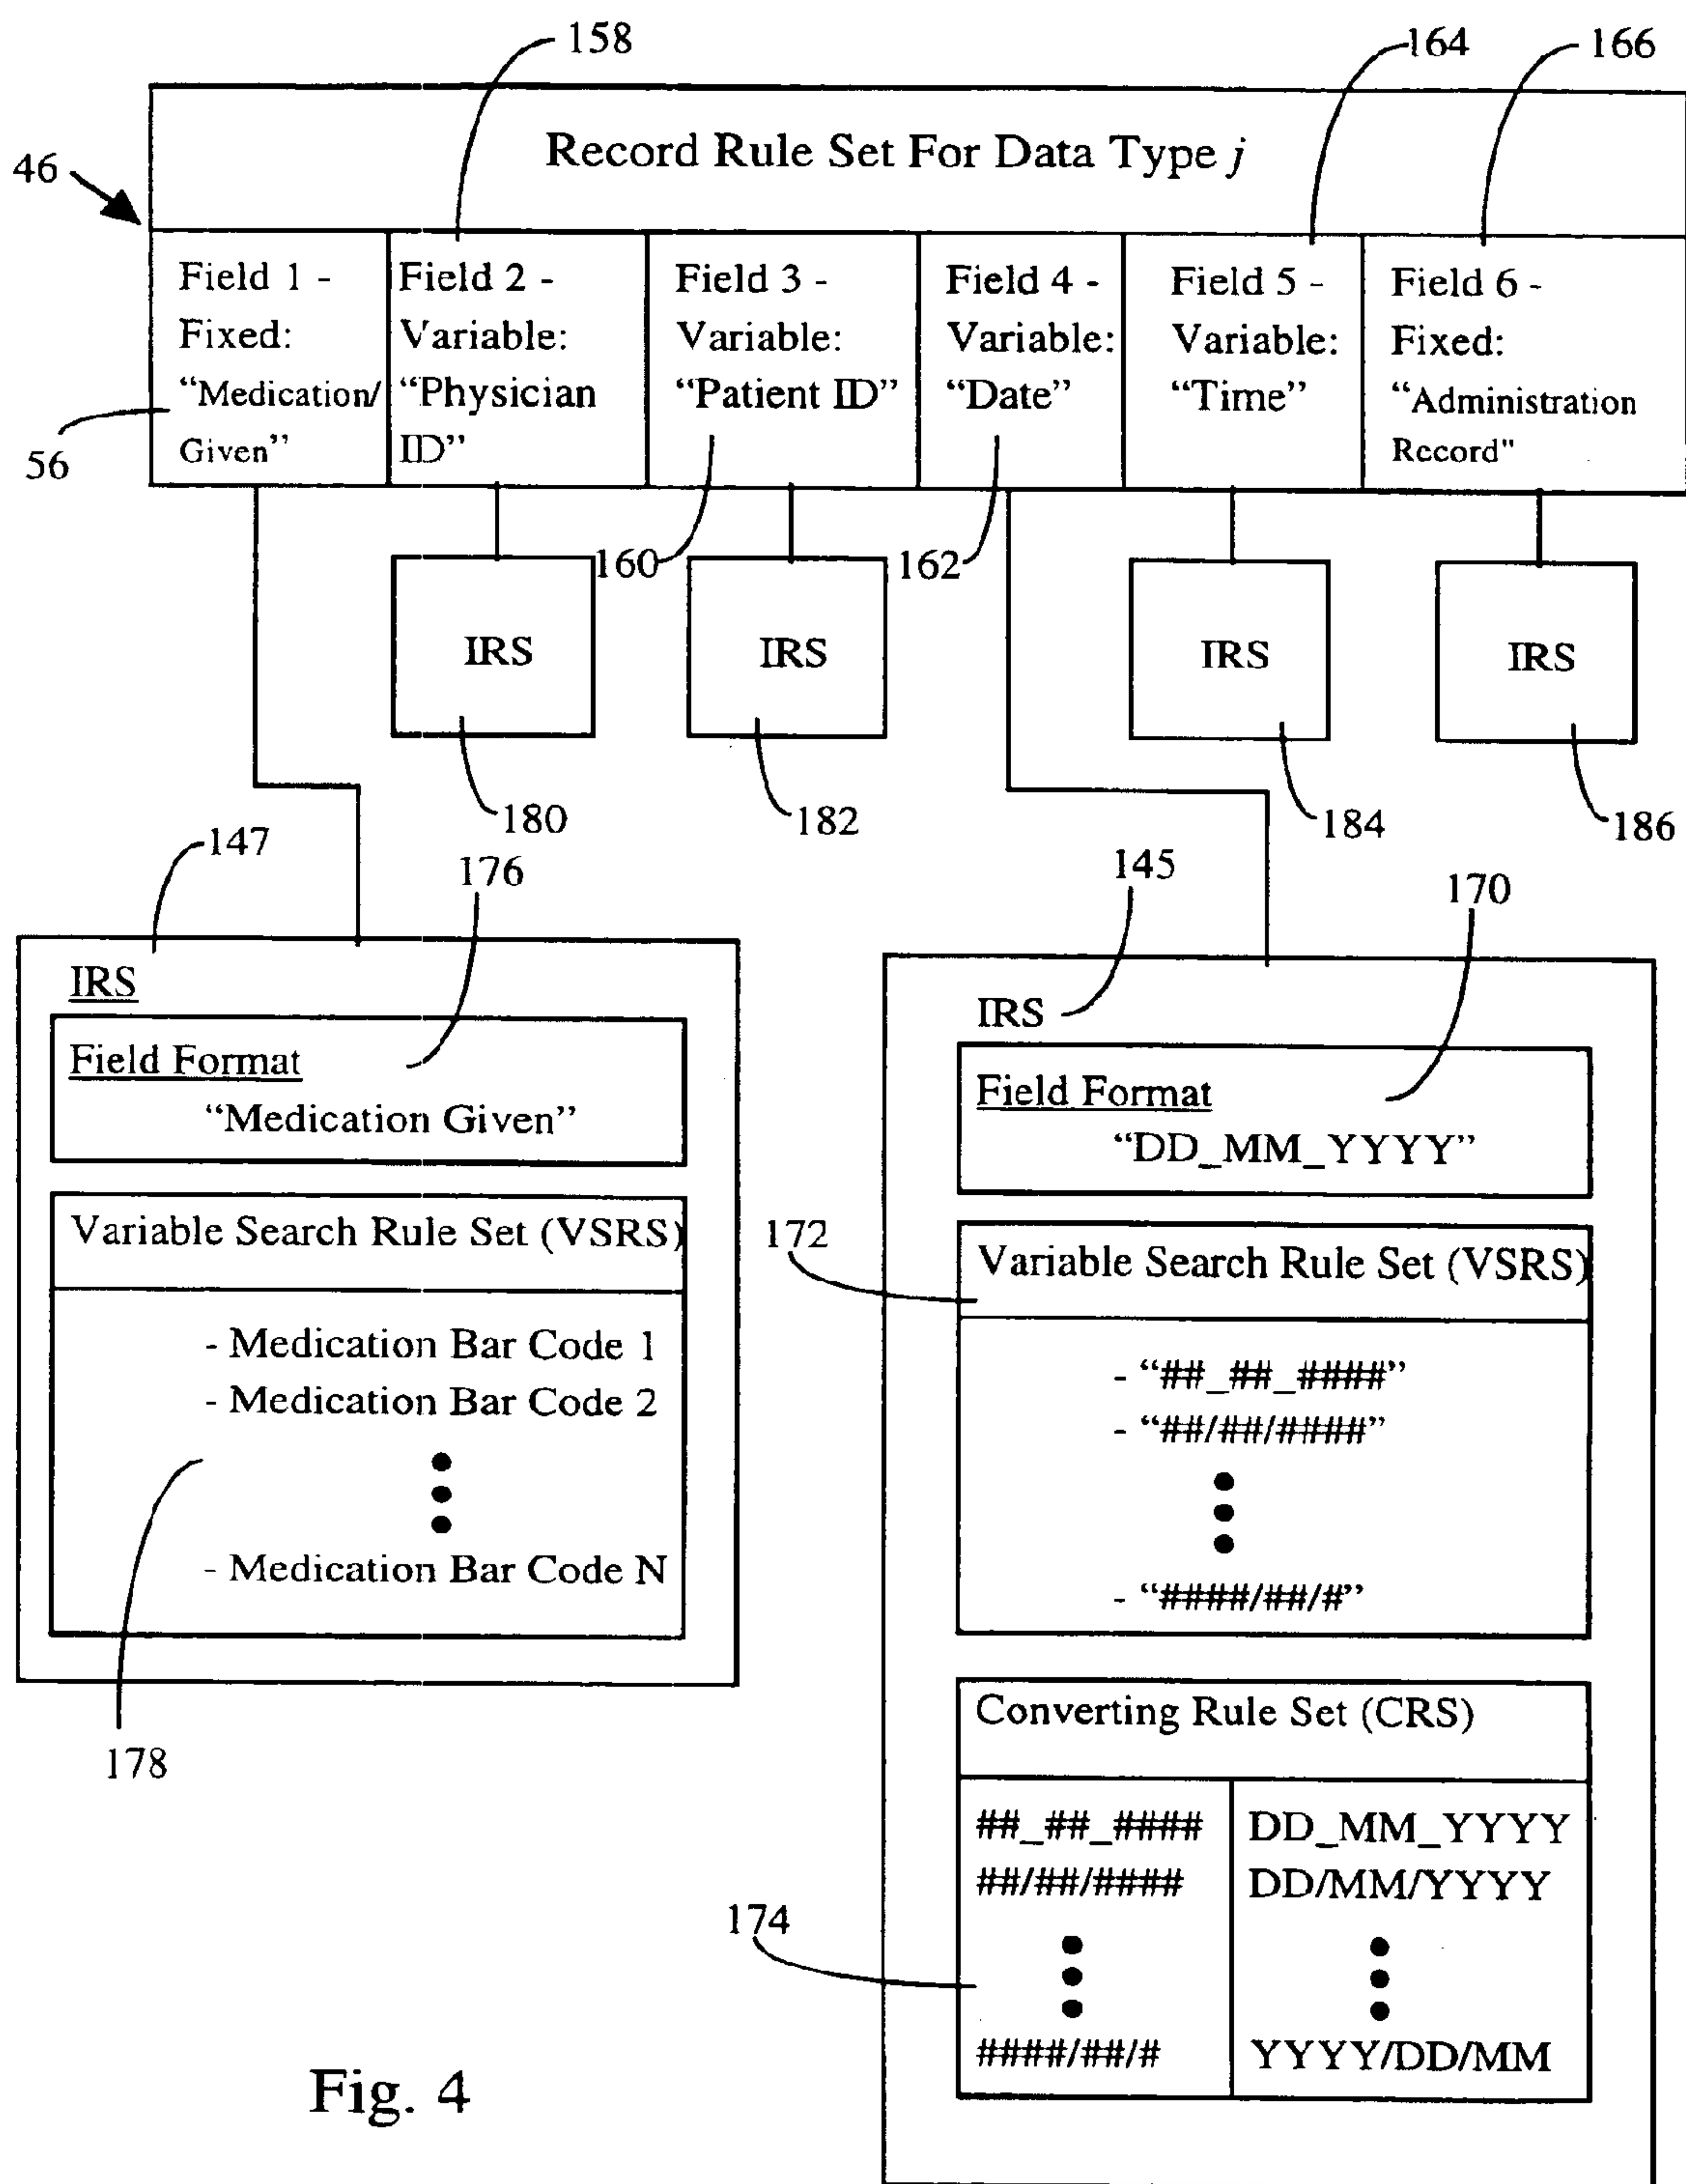 158
164
166
Record Rule Set For Data Type j
46
Field 1 -
Fixed:
“Medication/
Given”
Field 2 -
Variable:
“Physician
ID”
Field 3 -
Variable:
“Patient ID”
Field 4 -
Variable:
“Date”
Field 5 -
Variable:
“Time”
Field 6 -
Fixed:
“Administration
Record"
56
160
162
IRS
IRS
IRS
IRS
180
182
184
186
147
176
145
170
IRS
Field Format
“Medication Given”
Variable Search Rule Set (VSRS)
- Medication Bar Code 1
- Medication Bar Code 2
- Medication Bar Code N
178
IRS
Field Format
“DD_MM_YYYY”
172
Variable Search Rule Set (VSRS)
- “##_##_####”
- “##/##/####”
- “####/##/#”
Converting Rule Set (CRS)
##_##_#### DD_MM_YYYY
##/##/#### DD/MM/YYYY
174
####/##/# YYYY/DD/MM
Fig. 4